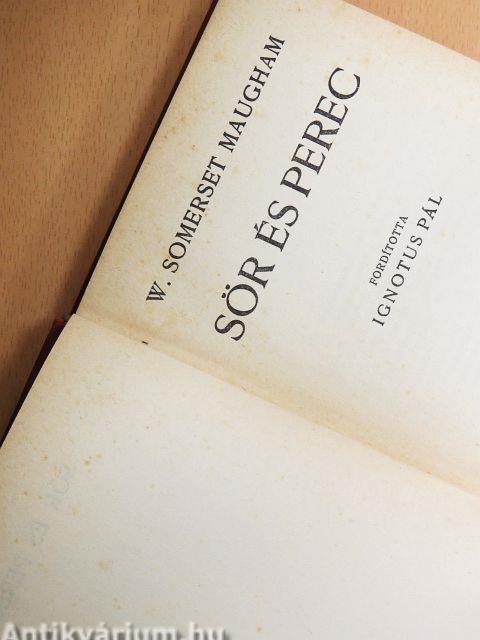 W. SOMERSET MAUGHAM
SÖR ÉS PEREC
FORDÍTOTTA
IGNOTUS PÁL
Antikvárium.hu